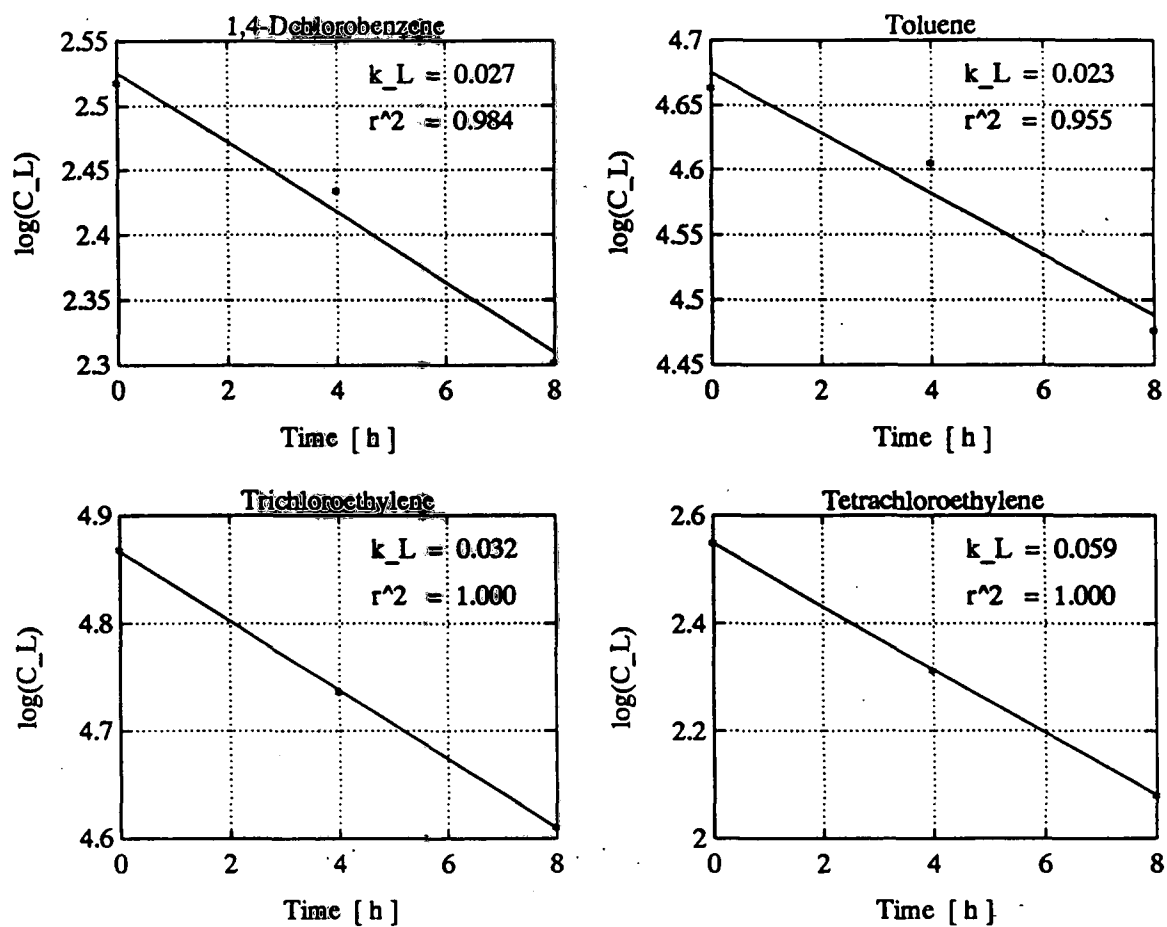 1,4-Dchlorobenzene
2.55
2.5
2.45
2.4
2.35
2.3
log(C_L)
k_L = 0.027
r^2 = 0.984
0 2 4 6 8
Time [ h ]
Toluene
4.7
4.65
4.6
4.55
4.5
4.45
log(C_L)
k_L = 0.023
r^2 = 0.955
0 2 4 6 8
Time [ h ]
Trichloroethylene
4.9
4.8
4.7
4.6
log(C_L)
k_L = 0.032
r^2 = 1.000
0 2 4 6 8
Time [ h ]
Tetrachloroethylene
2.6
2.4
2.2
2
log(C_L)
k_L = 0.059
r^2 = 1.000
0 2 4 6 8
Time [ h ]